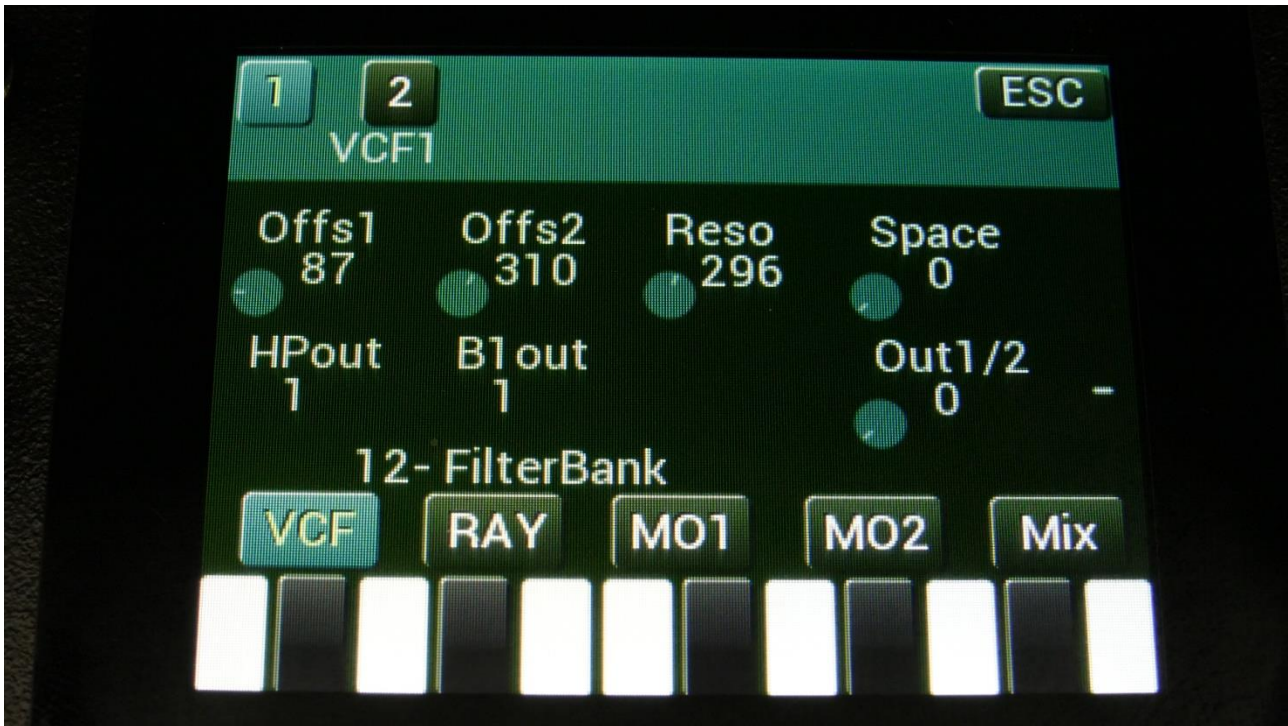 1 2 ESC
VCF1
Offs1 Offs2 Reso Space
87 310 296 0
HPout B1out Out1/2
1 1 0 -
12- FilterBank
VCF RAY MO1 MO2 Mix